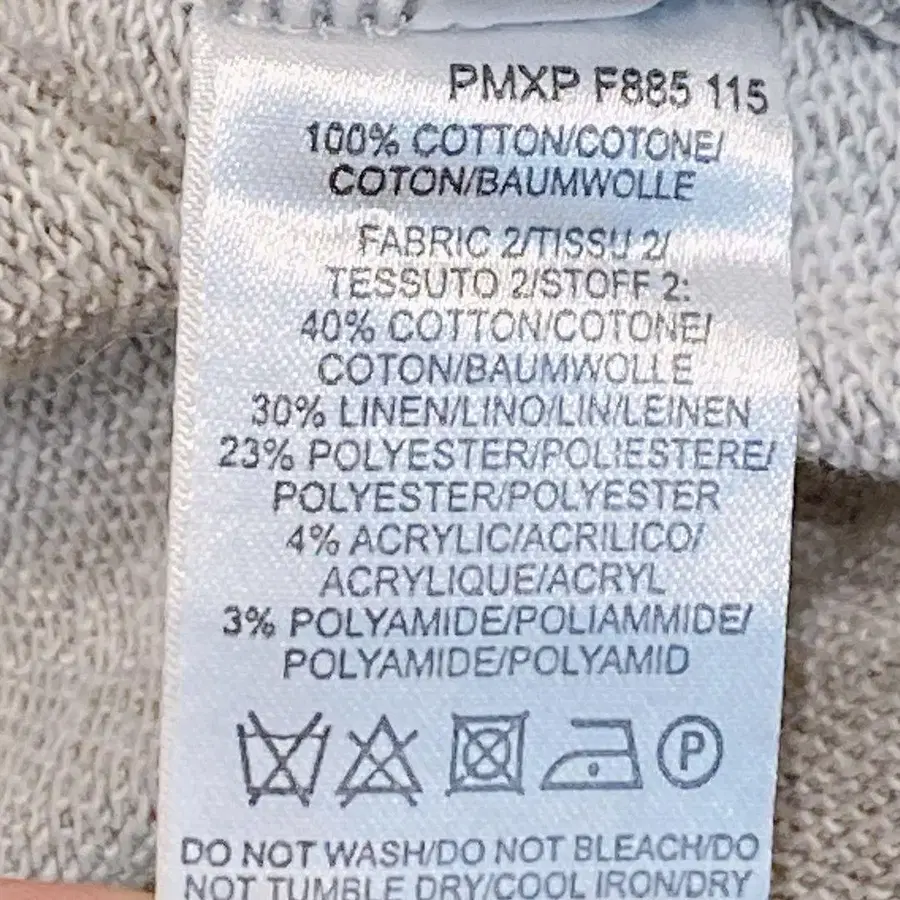 PMXP F885 115
100% COTTON/COTONE/
COTON/BAUMWOLLE
FABRIC 2/TISSU 2/
TESSUTO 2/STOFF 2:
40% COTTON/COTONE/
COTON/BAUMWOLLE
30% LINEN/LINO/LIN/LEINEN
23% POLYESTER/POLIESTERE/
POLYESTER/POLYESTER
4% ACRYLIC/ACRILICO/
ACRYLIQUE/ACRYL
3% POLYAMIDE/POLIAMMIDE/
POLYAMIDE/POLYAMID
P
DO NOT WASH/DO NOT BLEACH/DO
NOT TUMBLE DRY/COOL IRON/DRY